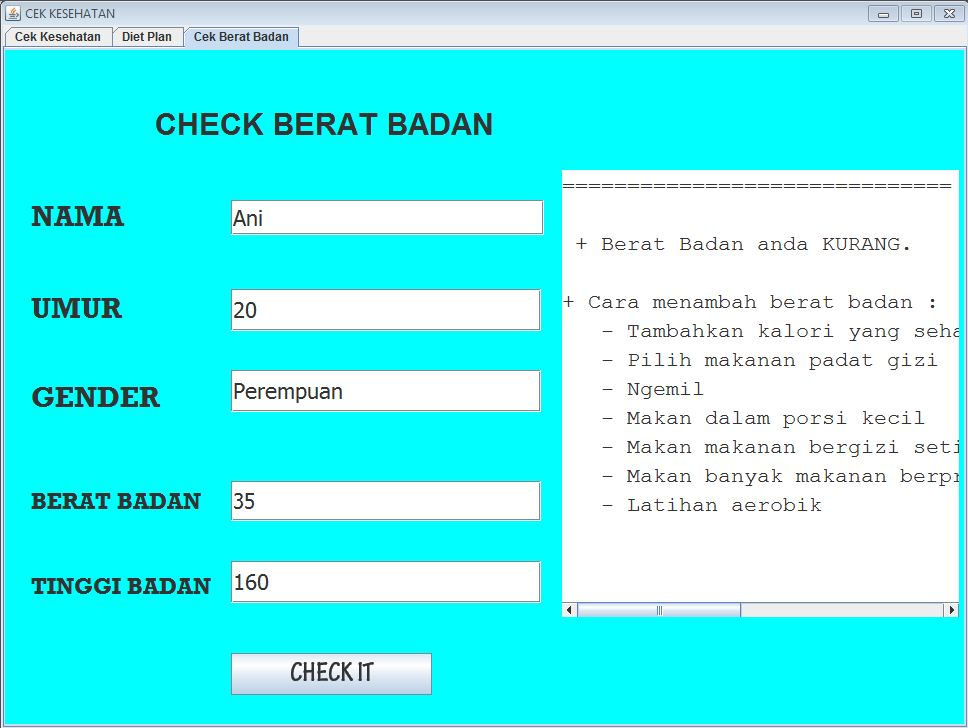 CEK KESEHATAN
Cek Kesehatan Diet Plan Cek Berat Badan
CHECK BERAT BADAN
NAMA Ani
UMUR 20
GENDER Perempuan
BERAT BADAN 35
TINGGI BADAN 160
CHECK IT
==============================
+ Berat Badan anda KURANG.
+ Cara menambah berat badan :
- Tambahkan kalori yang seha
- Pilih makanan padat gizi
- Ngemil
- Makan dalam porsi kecil
- Makan makanan bergizi seti
- Makan banyak makanan berpr
- Latihan aerobik